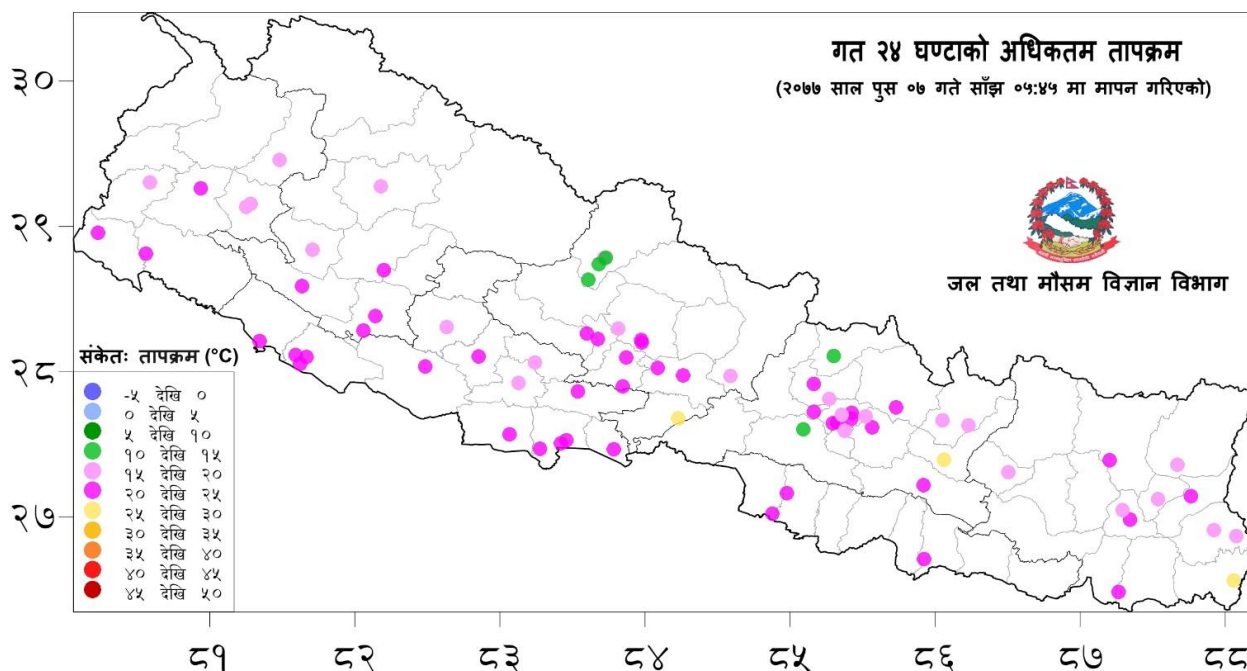 गत २४ घण्टाको अधिकतम तापक्रम
(२०७७ साल पुस ०७ गते साँझ ०५:४५ मा मापन गरिएको)
जल तथा मौसम विज्ञान विभाग
३०
२९
२८
२७
संकेतः तापक्रम (°C)
-५ देखि ०
० देखि ५
५ देखि १०
१० देखि १५
१५ देखि २०
२० देखि २५
२५ देखि ३०
३० देखि ३५
३५ देखि ४०
४० देखि ४५
४५ देखि ५०
८१ ८२ ८३ ८४ ८५ ८६ ८७ ८८